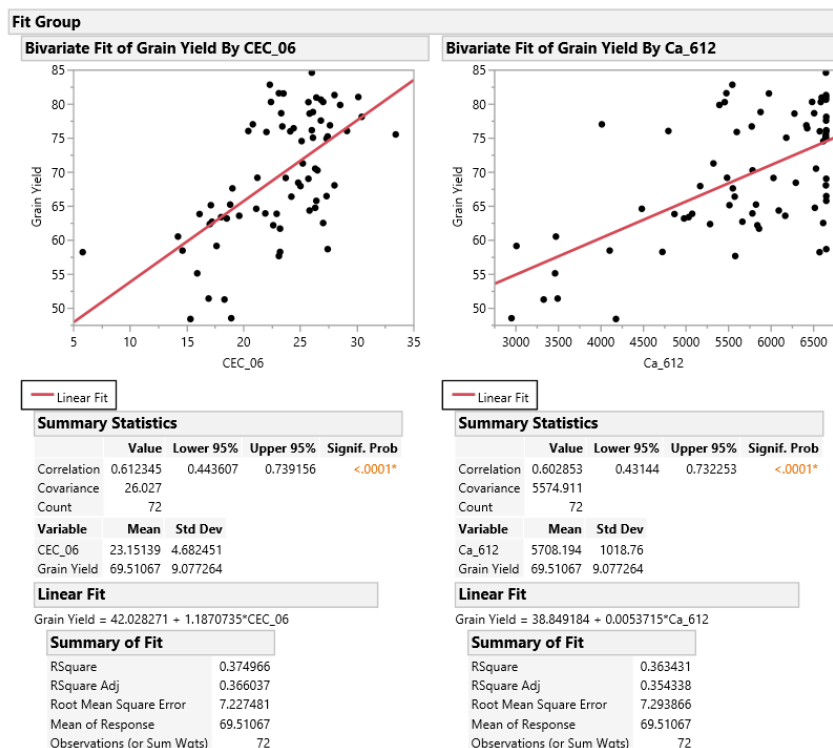 Fit Group
Bivariate Fit of Grain Yield By CEC_06
85
80
75
70
65
60
55
50
Grain Yield
5 10 15 20 25 30 35
CEC_06
Linear Fit
Summary Statistics
Value Lower 95% Upper 95% Signif. Prob
Correlation 0.612345 0.443607 0.739156 <.0001*
Covariance 26.027
Count 72
Variable Mean Std Dev
CEC_06 23.15139 4.682451
Grain Yield 69.51067 9.077264
Linear Fit
Grain Yield = 42.028271 + 1.1870735*CEC_06
Summary of Fit
RSquare 0.374966
RSquare Adj 0.366037
Root Mean Square Error 7.227481
Mean of Response 69.51067
Observations (or Sum Wgts) 72
Bivariate Fit of Grain Yield By Ca_612
85
80
75
70
65
60
55
50
Grain Yield
3000 3500 4000 4500 5000 5500 6000 6500
Ca_612
Linear Fit
Summary Statistics
Value Lower 95% Upper 95% Signif. Prob
Correlation 0.602853 0.43144 0.732253 <.0001*
Covariance 5574.911
Count 72
Variable Mean Std Dev
Ca_612 5708.194 1018.76
Grain Yield 69.51067 9.077264
Linear Fit
Grain Yield = 38.849184 + 0.0053715*Ca_612
Summary of Fit
RSquare 0.363431
RSquare Adj 0.354338
Root Mean Square Error 7.293866
Mean of Response 69.51067
Observations (or Sum Wgts) 72